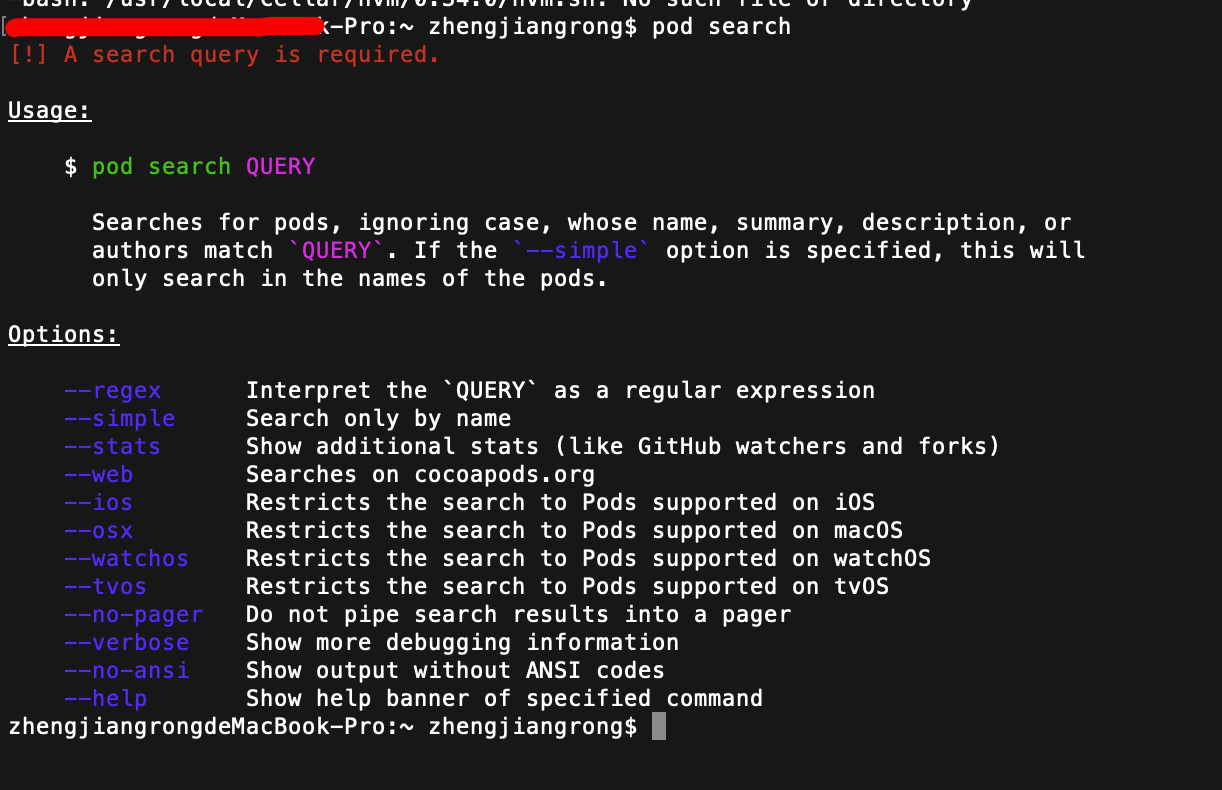 -bash: /usr/local/Cellar/nvm/0.34.0/nvm.sh: No such file or directory
k-Pro:~ zhengjiangrong$ pod search
[!] A search query is required.
Usage:
$ pod search QUERY
Searches for pods, ignoring case, whose name, summary, description, or
authors match `QUERY`. If the `--simple` option is specified, this will
only search in the names of the pods.
Options:
--regex Interpret the `QUERY` as a regular expression
--simple Search only by name
--stats Show additional stats (like GitHub watchers and forks)
--web Searches on cocoapods.org
--ios Restricts the search to Pods supported on iOS
--osx Restricts the search to Pods supported on macOS
--watchos Restricts the search to Pods supported on watchOS
--tvos Restricts the search to Pods supported on tvOS
--no-pager Do not pipe search results into a pager
--verbose Show more debugging information
--no-ansi Show output without ANSI codes
--help Show help banner of specified command
zhengjiangrongdeMacBook-Pro:~ zhengjiangrong$